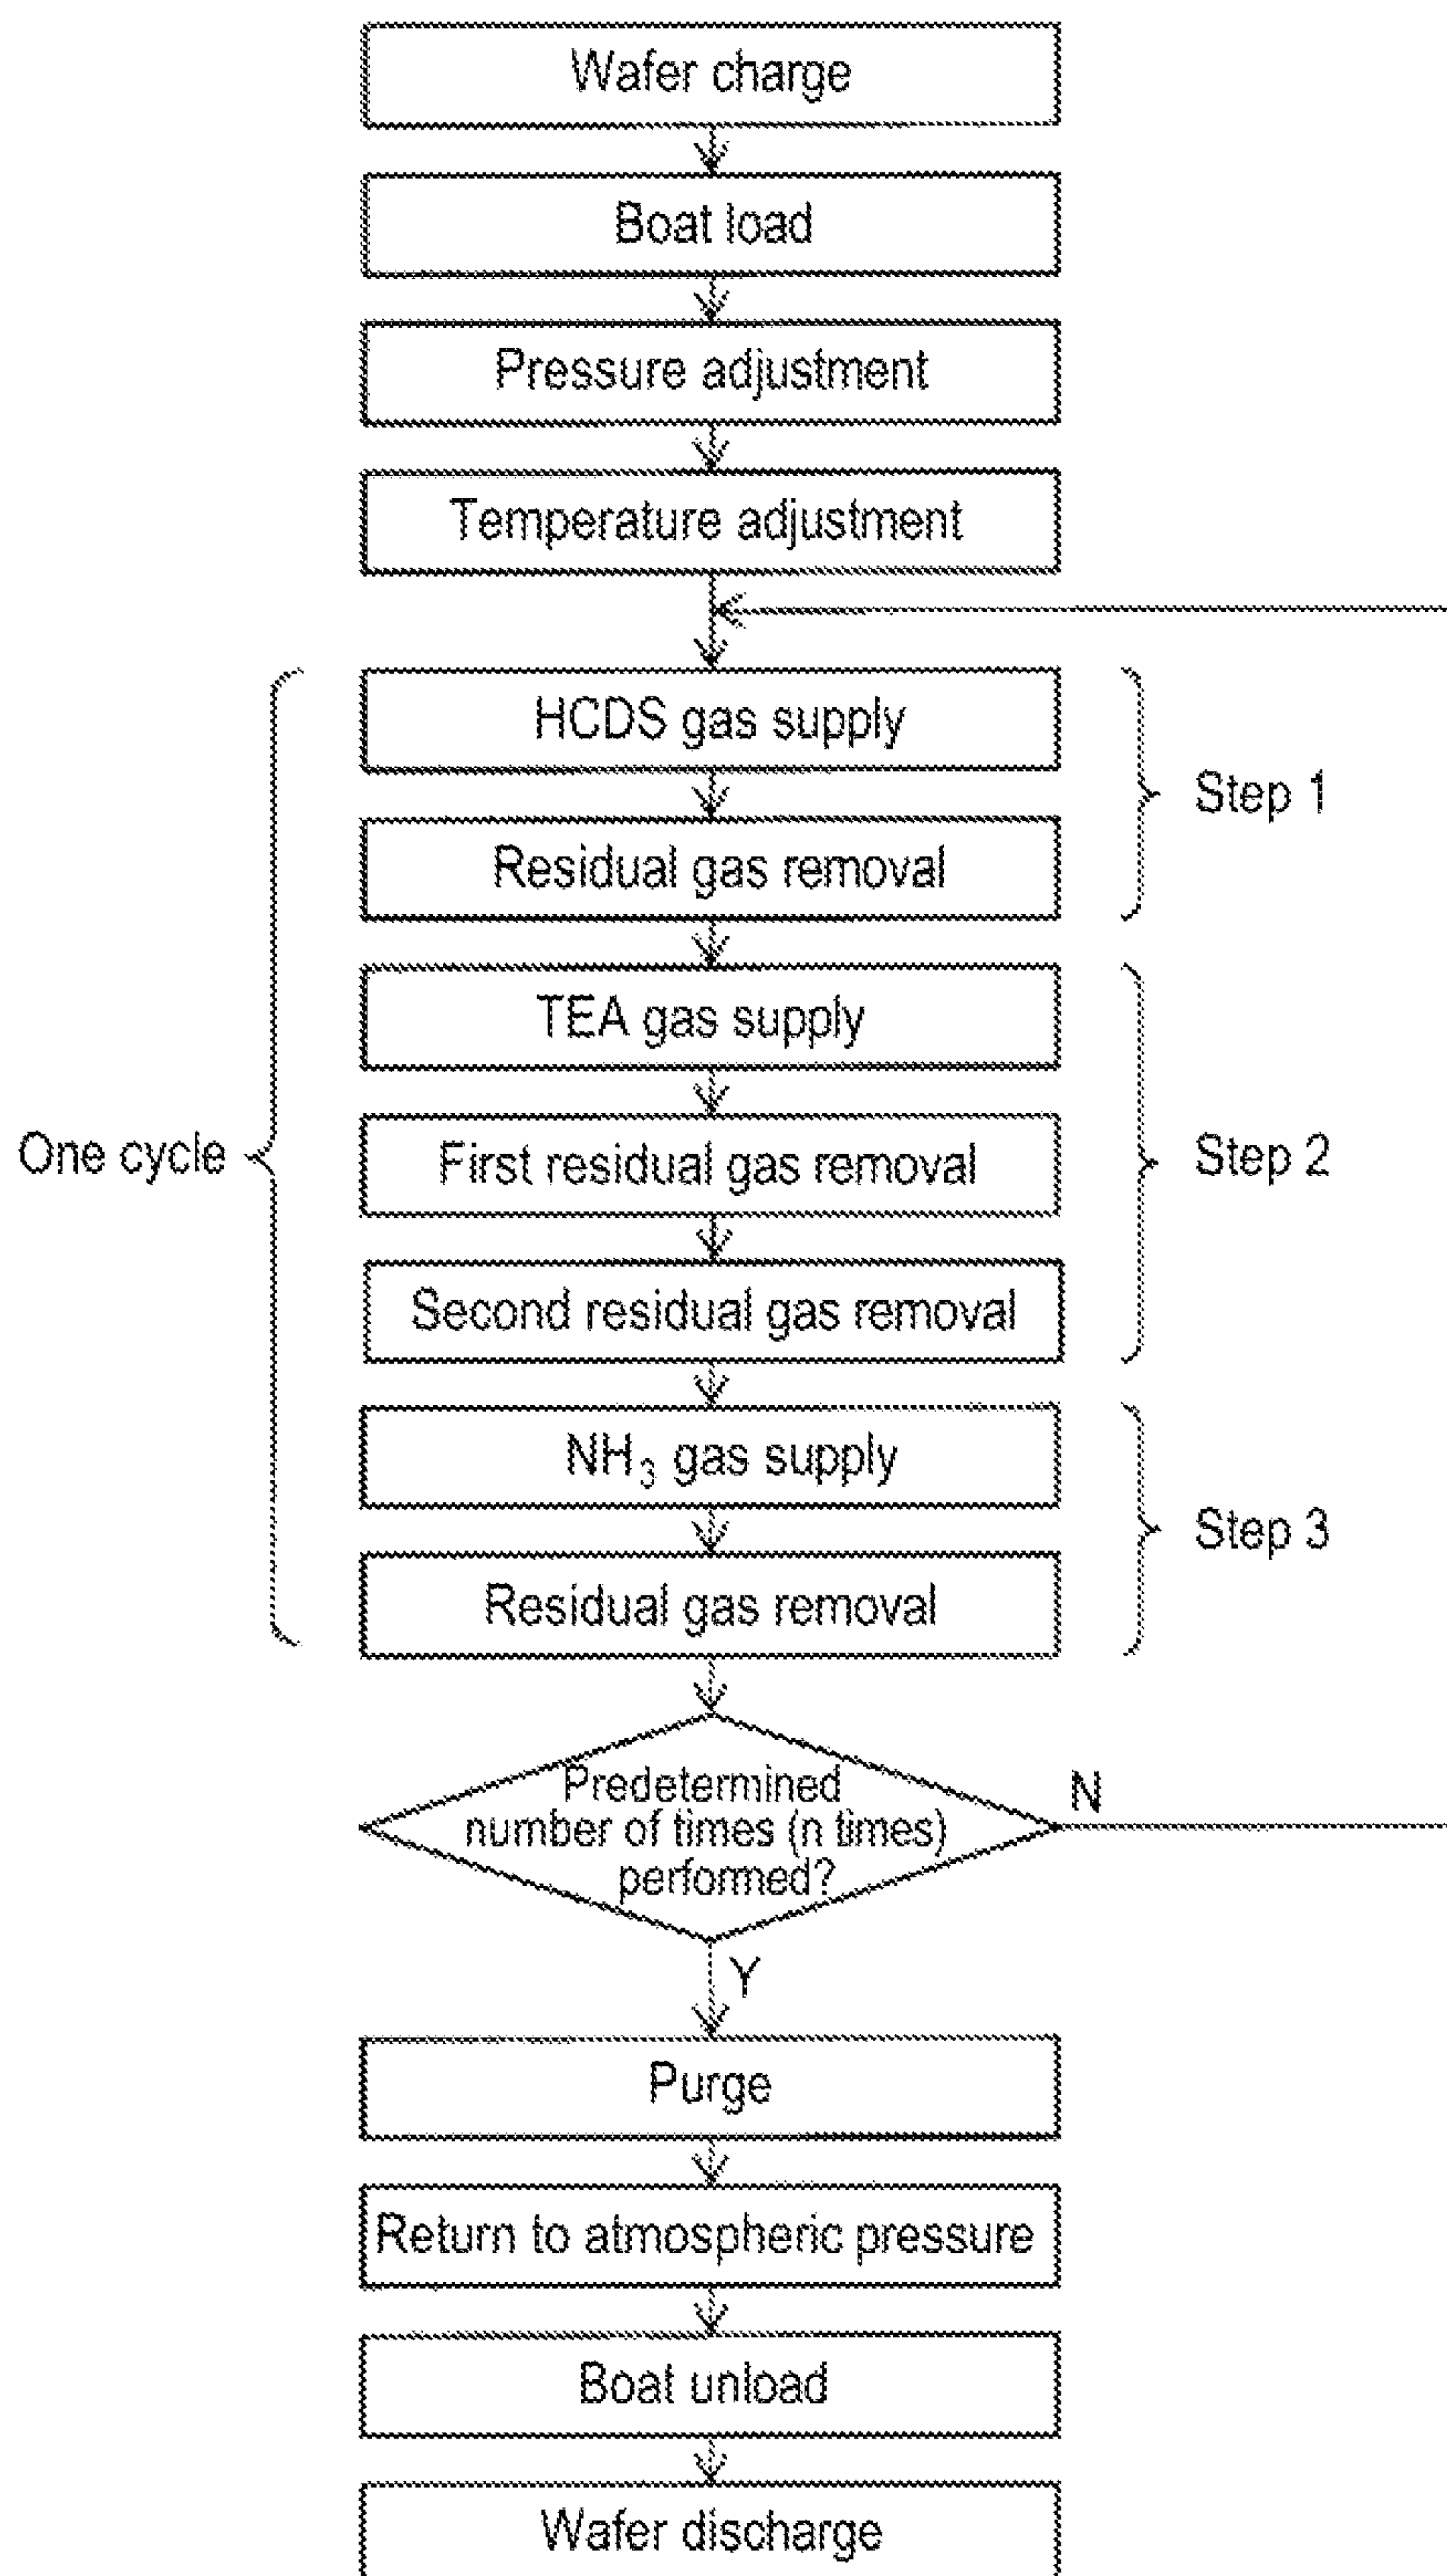 Wafer charge
Boat load
Pressure adjustment
Temperature adjustment
HCDS gas supply
Step 1
Residual gas removal
TEA gas supply
One cycle
First residual gas removal
Step 2
Second residual gas removal
NH₃ gas supply
Step 3
Residual gas removal
Predetermined
number of times (n times)
performed?
N
Y
Purge
Return to atmospheric pressure
Boat unload
Wafer discharge